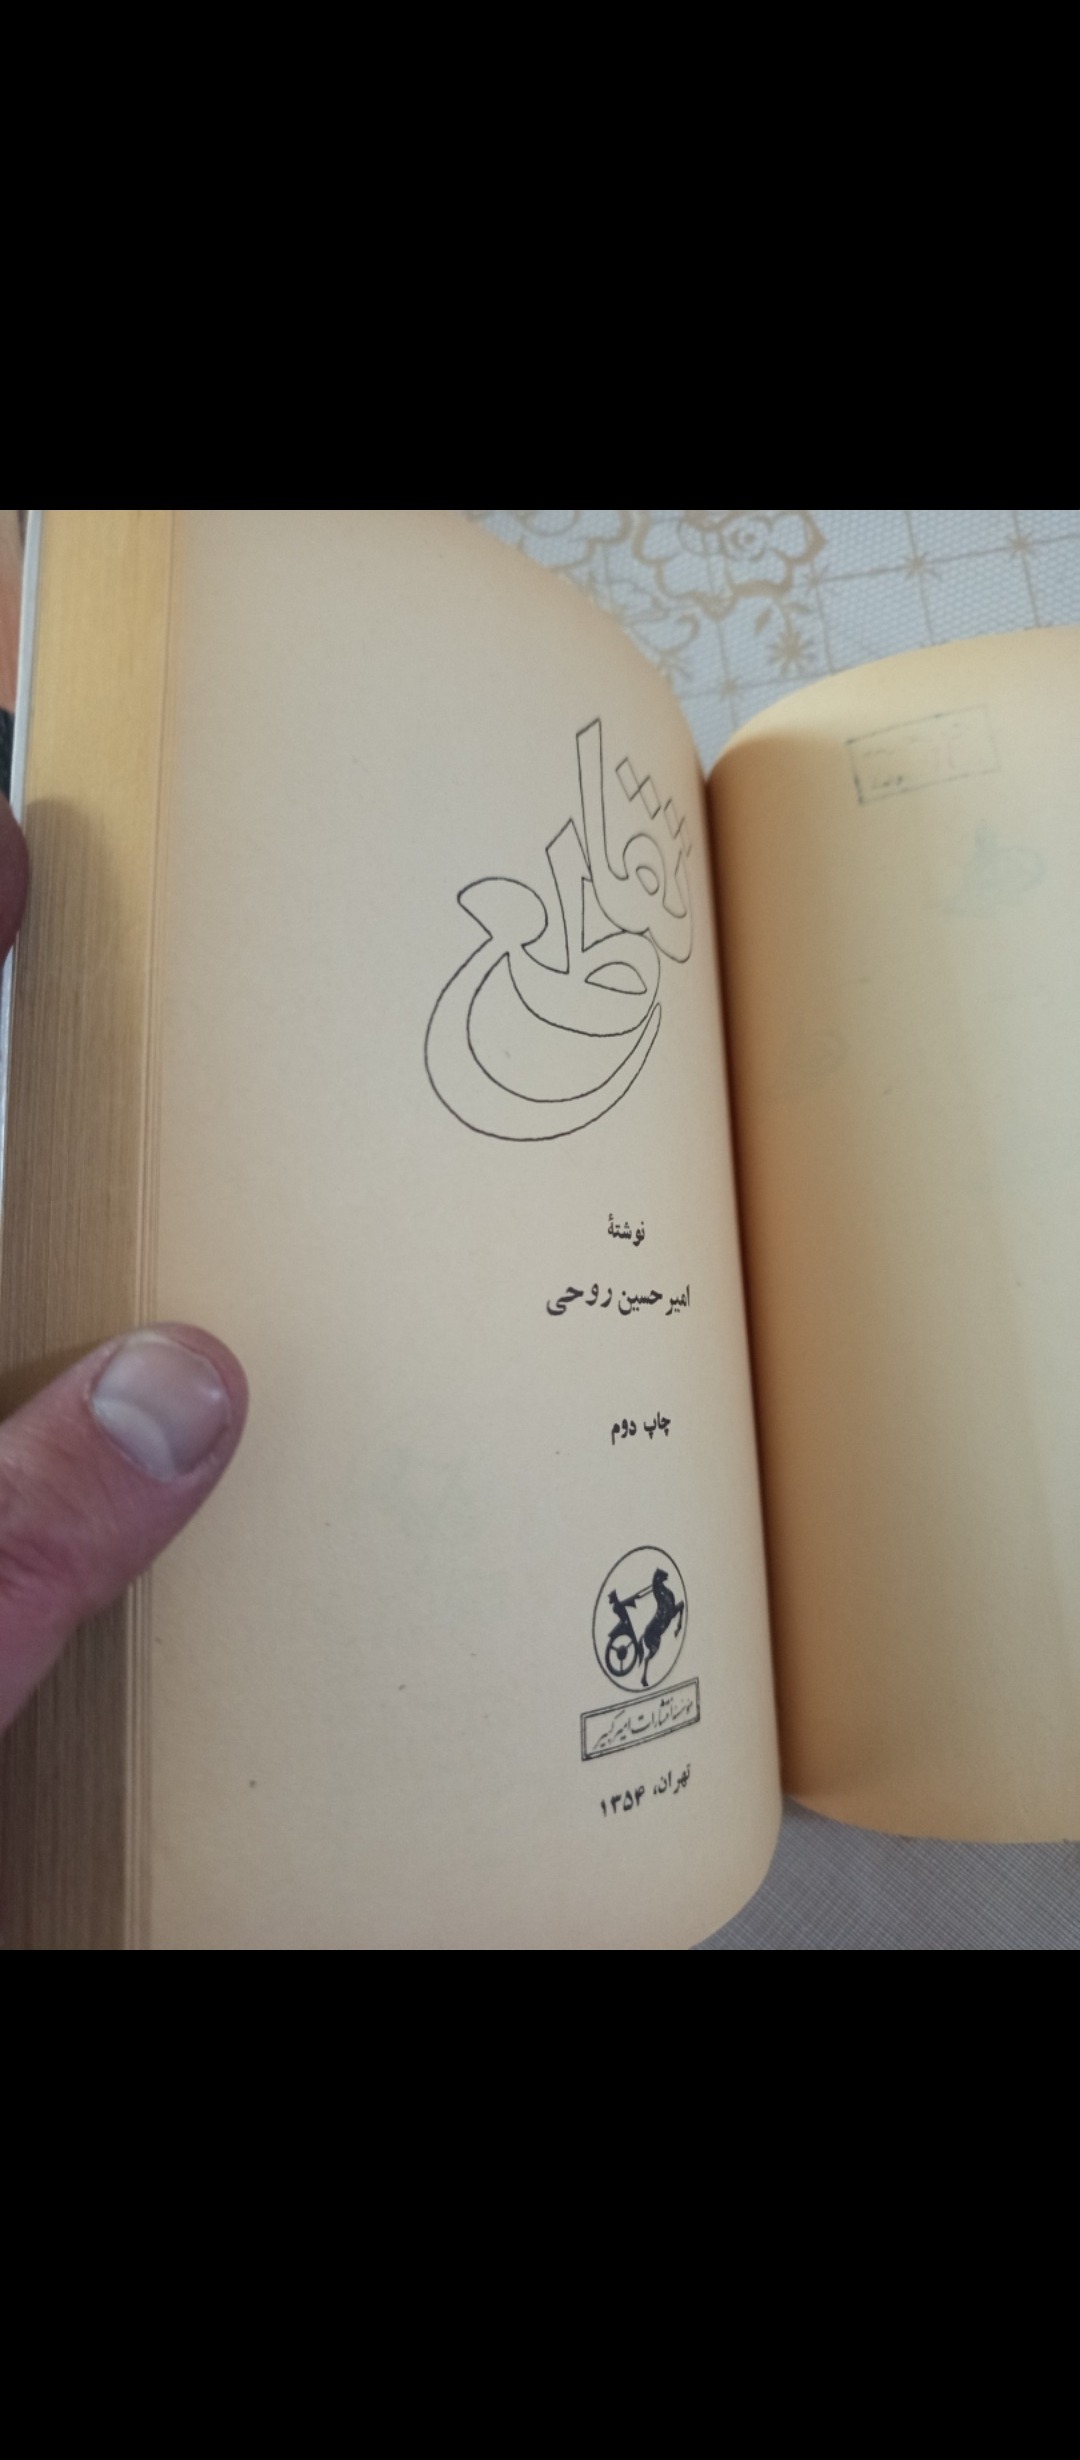 تقاطع
نوشتهٔ
امیرحسین روحی
چاپ دوم
مؤسسهٔ انتشارات امیرکبیر
تهران، ۱۳۵۴